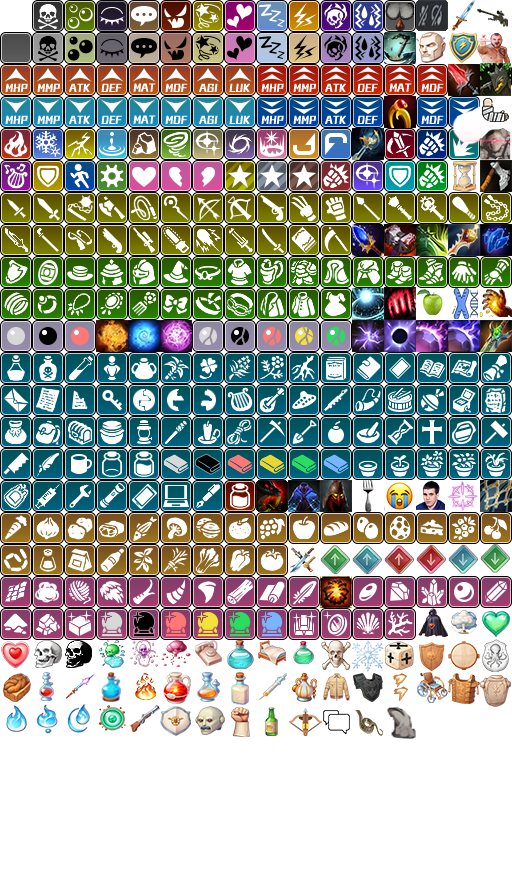 ZZZ
ZZZ
MHP MMP ATK DEF MAT MDF AGI LUK MHP MMP ATK DEF MAT MDF
MHP MMP ATK DEF MAT MDF AGI LUK MHP MMP ATK DEF MDF